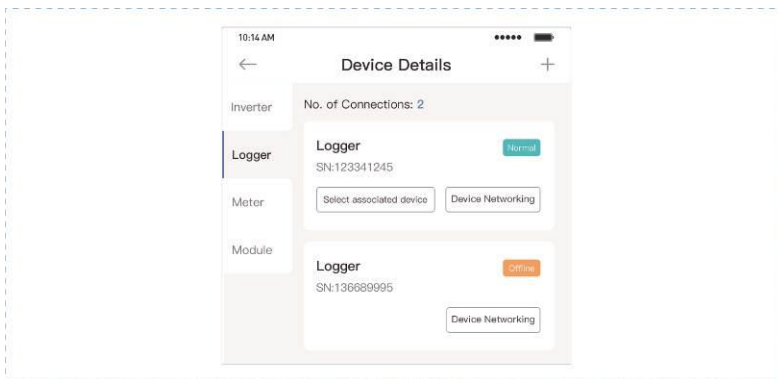 10:14 AM
Device Details
Inverter
No. of Connections: 2
Logger
Logger
Normal
SN:123341245
Meter
Select associated device
Device Networking
Module
Logger
Offline
SN:136689995
Device Networking